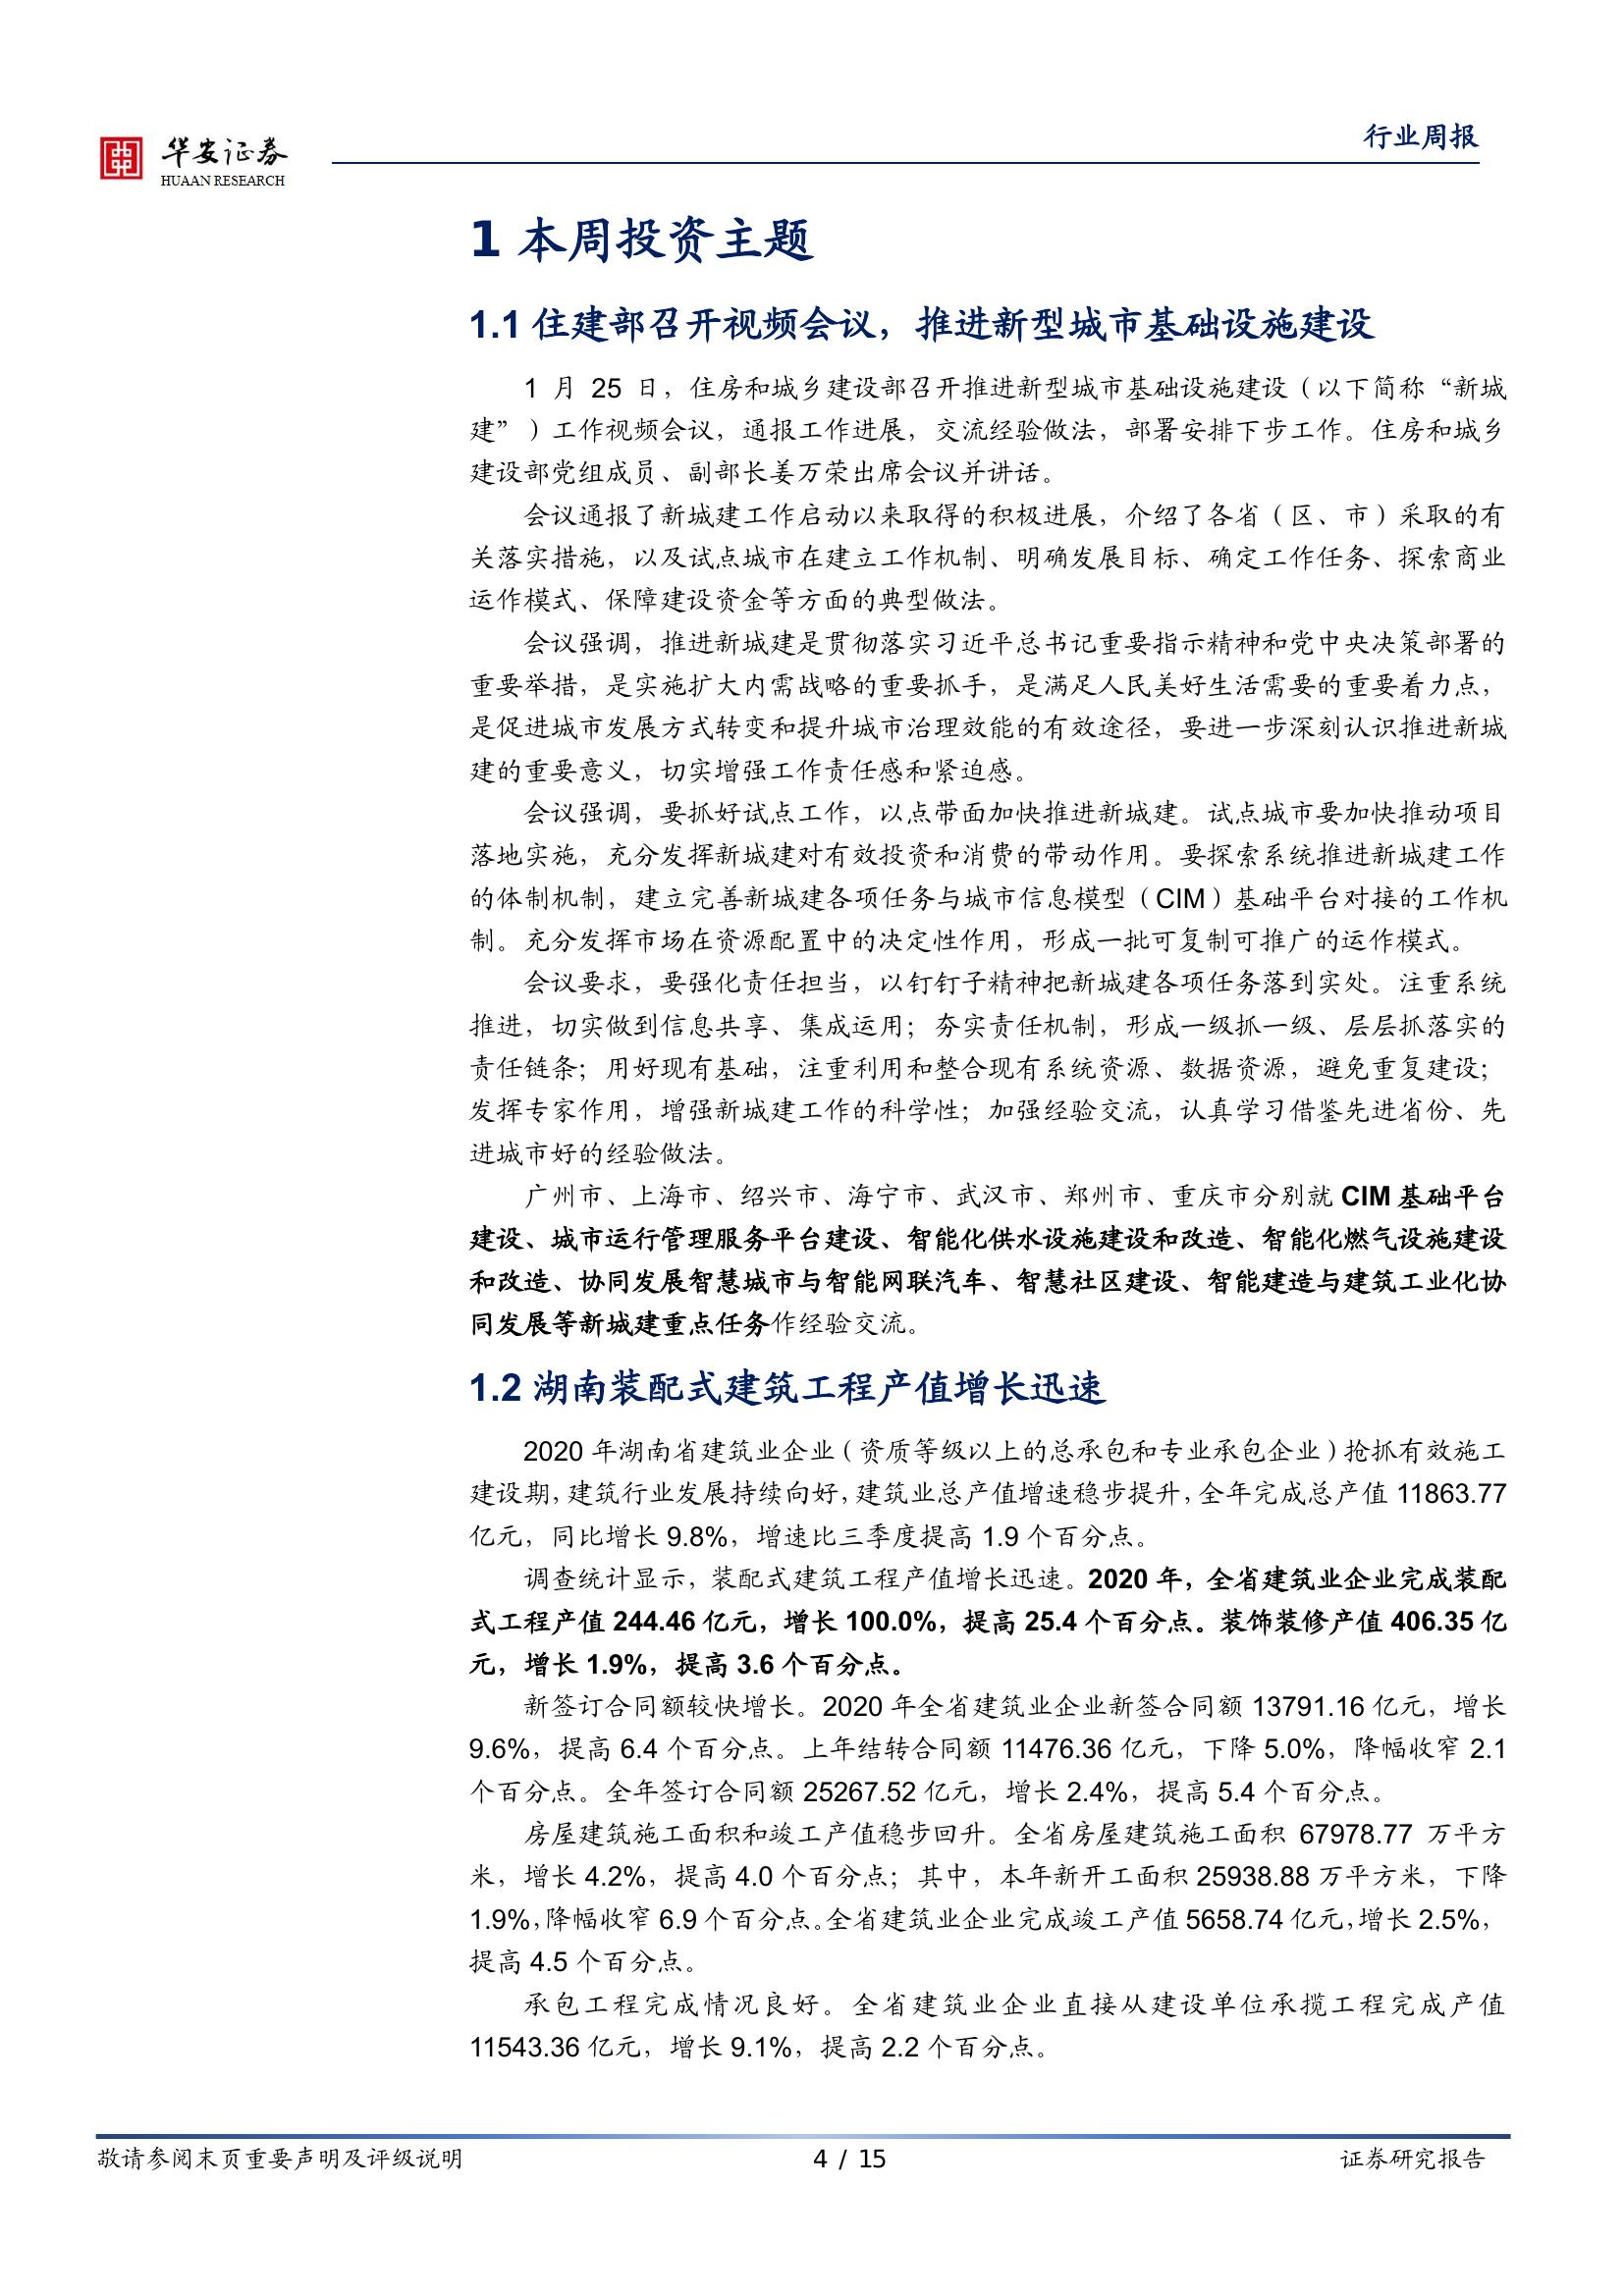 华安证券
HUAAN RESEARCH
行业周报
1 本周投资主题
1.1 住建部召开视频会议，推进新型城市基础设施建设
1 月 25 日，住房和城乡建设部召开推进新型城市基础设施建设（以下简称“新城
建”）工作视频会议，通报工作进展，交流经验做法，部署安排下步工作。住房和城乡
建设部党组成员、副部长姜万荣出席会议并讲话。
会议通报了新城建工作启动以来取得的积极进展，介绍了各省（区、市）采取的有
关落实措施，以及试点城市在建立工作机制、明确发展目标、确定工作任务、探索商业
运作模式、保障建设资金等方面的典型做法。
会议强调，推进新城建是贯彻落实习近平总书记重要指示精神和党中央决策部署的
重要举措，是实施扩大内需战略的重要抓手，是满足人民美好生活需要的重要着力点，
是促进城市发展方式转变和提升城市治理效能的有效途径，要进一步深刻认识推进新城
建的重要意义，切实增强工作责任感和紧迫感。
会议强调，要抓好试点工作，以点带面加快推进新城建。试点城市要加快推动项目
落地实施，充分发挥新城建对有效投资和消费的带动作用。要探索系统推进新城建工作
的体制机制，建立完善新城建各项任务与城市信息模型（CIM）基础平台对接的工作机
制。充分发挥市场在资源配置中的决定性作用，形成一批可复制可推广的运作模式。
会议要求，要强化责任担当，以钉钉子精神把新城建各项任务落到实处。注重系统
推进，切实做到信息共享、集成运用；夯实责任机制，形成一级抓一级、层层抓落实的
责任链条；用好现有基础，注重利用和整合现有系统资源、数据资源，避免重复建设；
发挥专家作用，增强新城建工作的科学性；加强经验交流，认真学习借鉴先进省份、先
进城市好的经验做法。
广州市、上海市、绍兴市、海宁市、武汉市、郑州市、重庆市分别就 CIM 基础平台
建设、城市运行管理服务平台建设、智能化供水设施建设和改造、智能化燃气设施建设
和改造、协同发展智慧城市与智能网联汽车、智慧社区建设、智能建造与建筑工业化协
同发展等新城建重点任务作经验交流。
1.2 湖南装配式建筑工程产值增长迅速
2020 年湖南省建筑业企业（资质等级以上的总承包和专业承包企业）抢抓有效施工
建设期，建筑行业发展持续向好，建筑业总产值增速稳步提升，全年完成总产值 11863.77
亿元，同比增长 9.8%，增速比三季度提高 1.9 个百分点。
调查统计显示，装配式建筑工程产值增长迅速。2020 年，全省建筑业企业完成装配
式工程产值 244.46 亿元，增长 100.0%，提高 25.4 个百分点。装饰装修产值 406.35 亿
元，增长 1.9%，提高 3.6 个百分点。
新签订合同额较快增长。2020 年全省建筑业企业新签合同额 13791.16 亿元，增长
9.6%，提高 6.4 个百分点。上年结转合同额 11476.36 亿元，下降 5.0%，降幅收窄 2.1
个百分点。全年签订合同额 25267.52 亿元，增长 2.4%，提高 5.4 个百分点。
房屋建筑施工面积和竣工产值稳步回升。全省房屋建筑施工面积 67978.77 万平方
米，增长 4.2%，提高 4.0 个百分点；其中，本年新开工面积 25938.88 万平方米，下降
1.9%，降幅收窄 6.9 个百分点。全省建筑业企业完成竣工产值 5658.74 亿元，增长 2.5%，
提高 4.5 个百分点。
承包工程完成情况良好。全省建筑业企业直接从建设单位承揽工程完成产值
11543.36 亿元，增长 9.1%，提高 2.2 个百分点。
敬请参阅末页重要声明及评级说明
4 / 15
证券研究报告